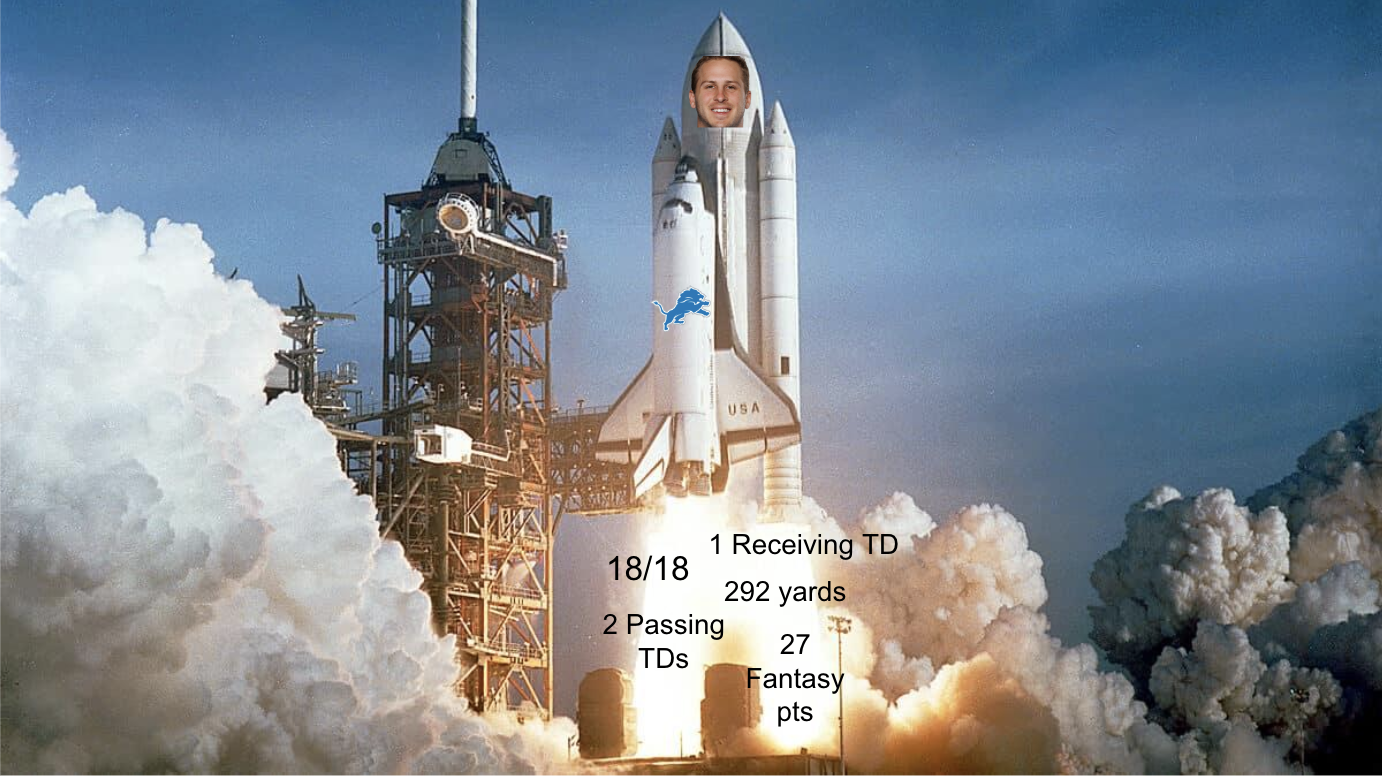 USA
18/18
1 Receiving TD
292 yards
2 Passing
TDs
27
Fantasy
pts